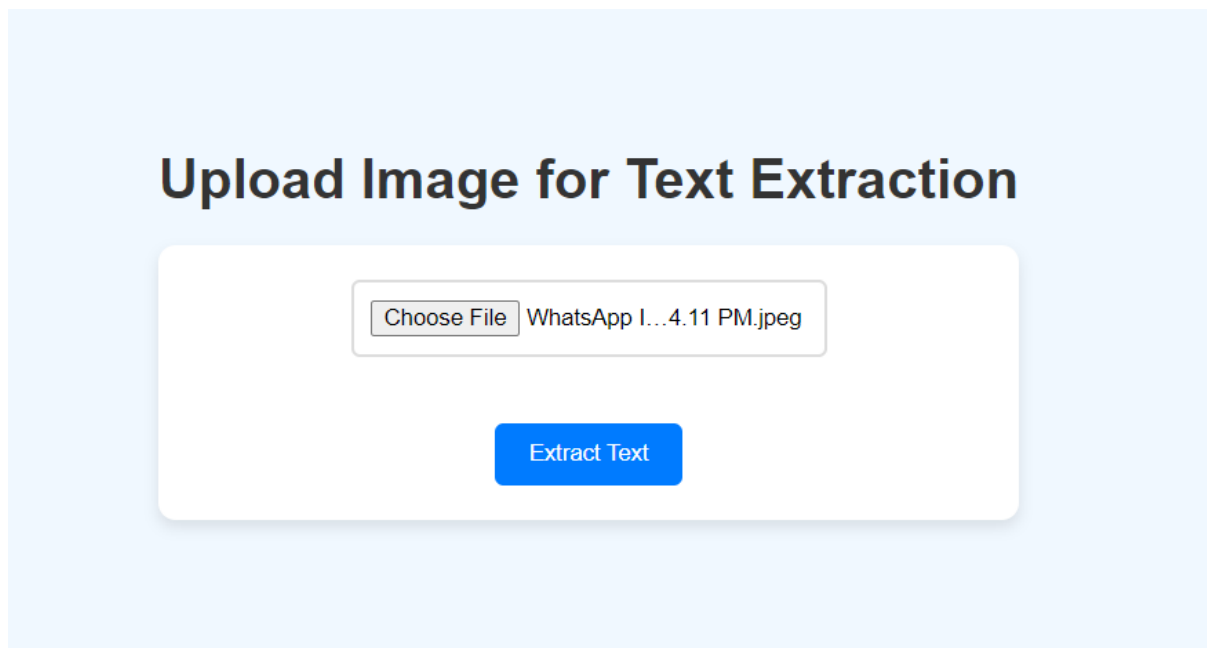 Upload Image for Text Extraction
Choose File WhatsApp I...4.11 PM.jpeg
Extract Text